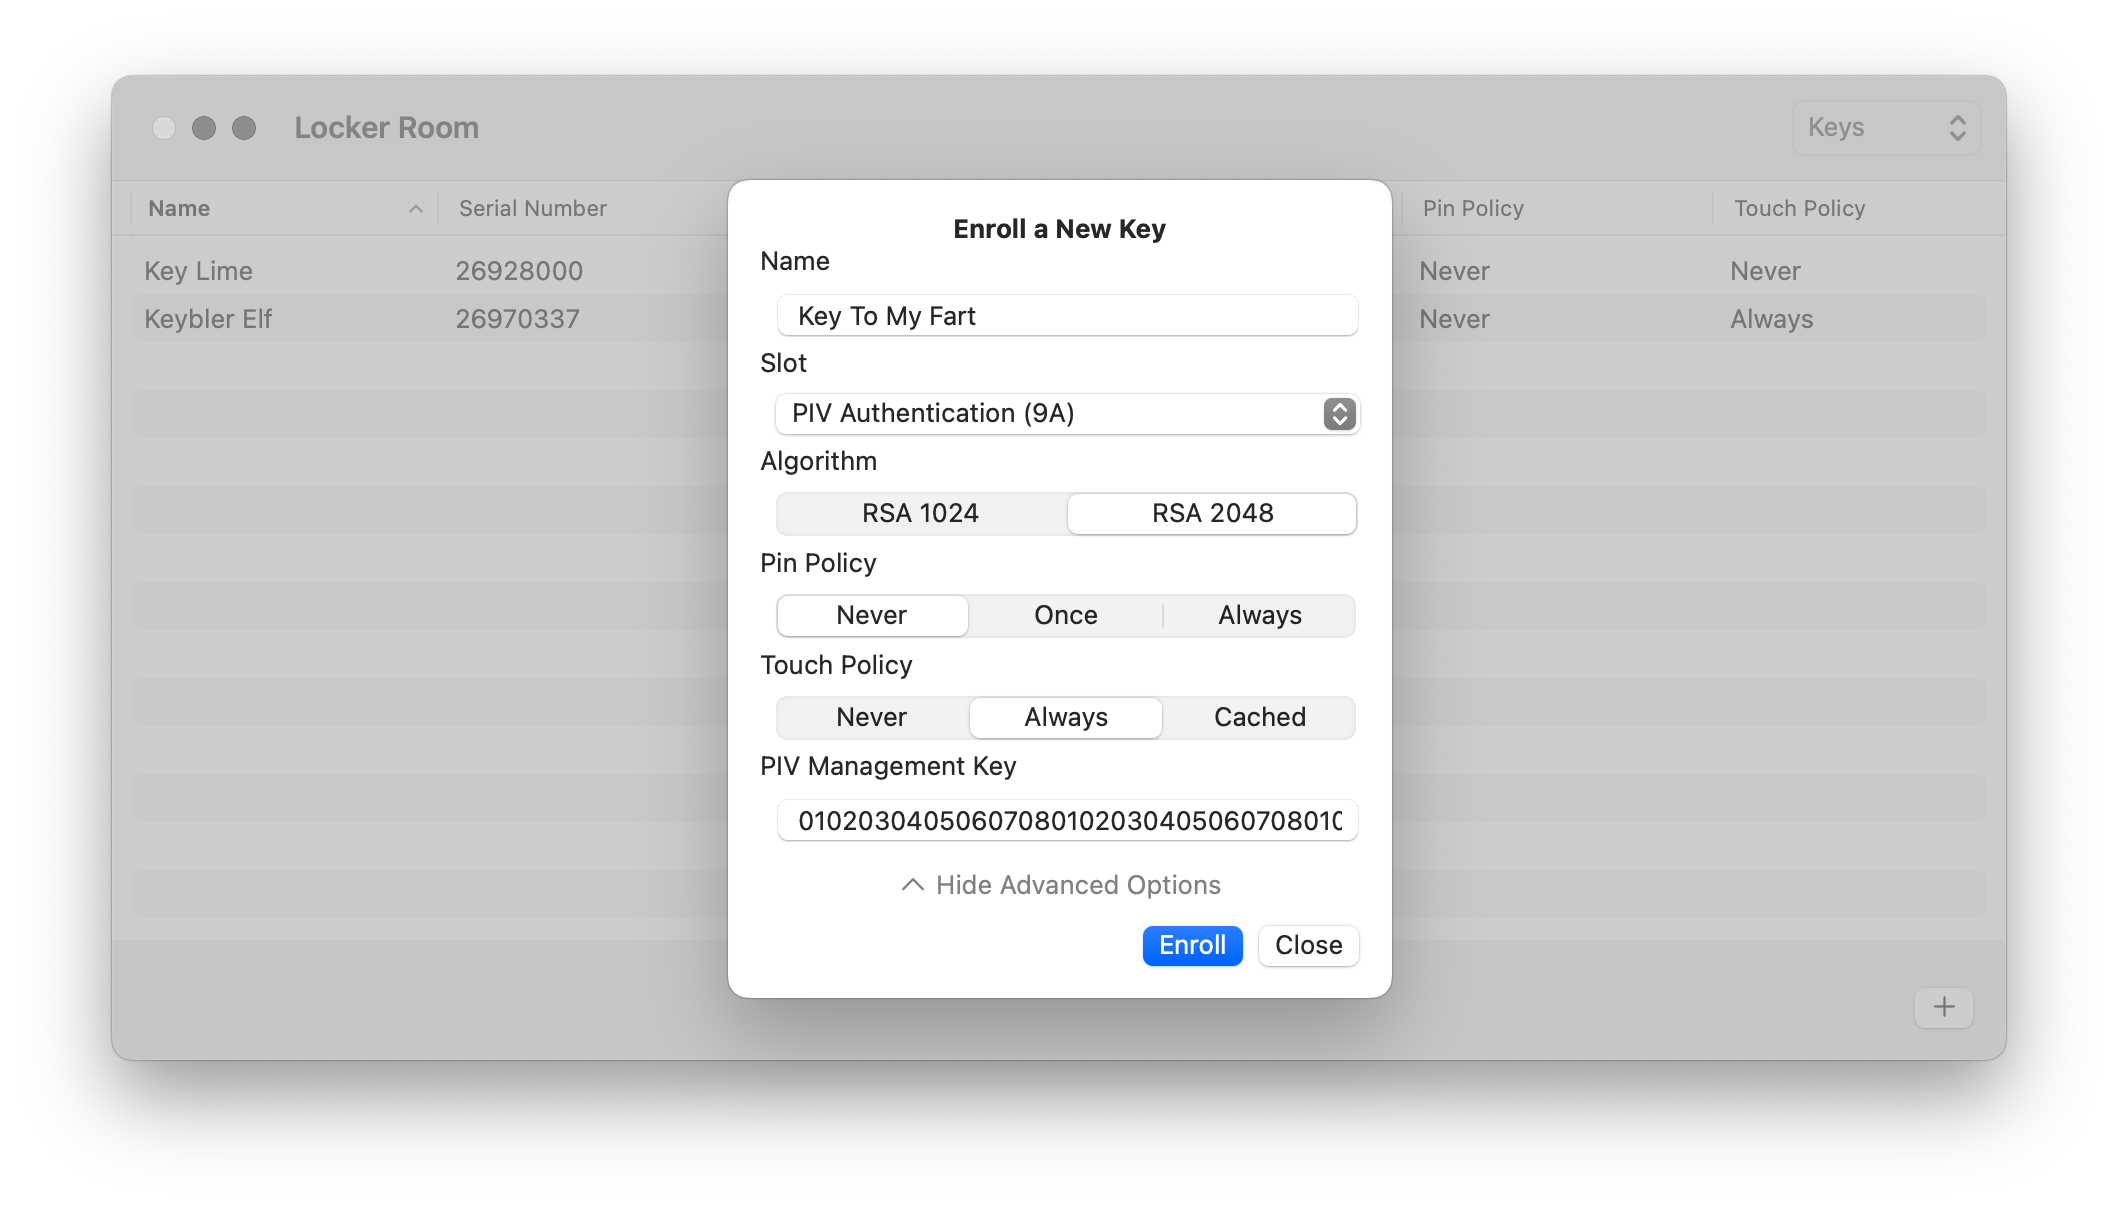 Locker Room
Keys
Name
Serial Number
Pin Policy
Touch Policy
Key Lime
26928000
Never
Never
Keybler Elf
26970337
Never
Always
Enroll a New Key
Name
Key To My Fart
Slot
PIV Authentication (9A)
Algorithm
RSA 1024
RSA 2048
Pin Policy
Never
Once
Always
Touch Policy
Never
Always
Cached
PIV Management Key
01020304050607080102030405060708010
Hide Advanced Options
Enroll
Close